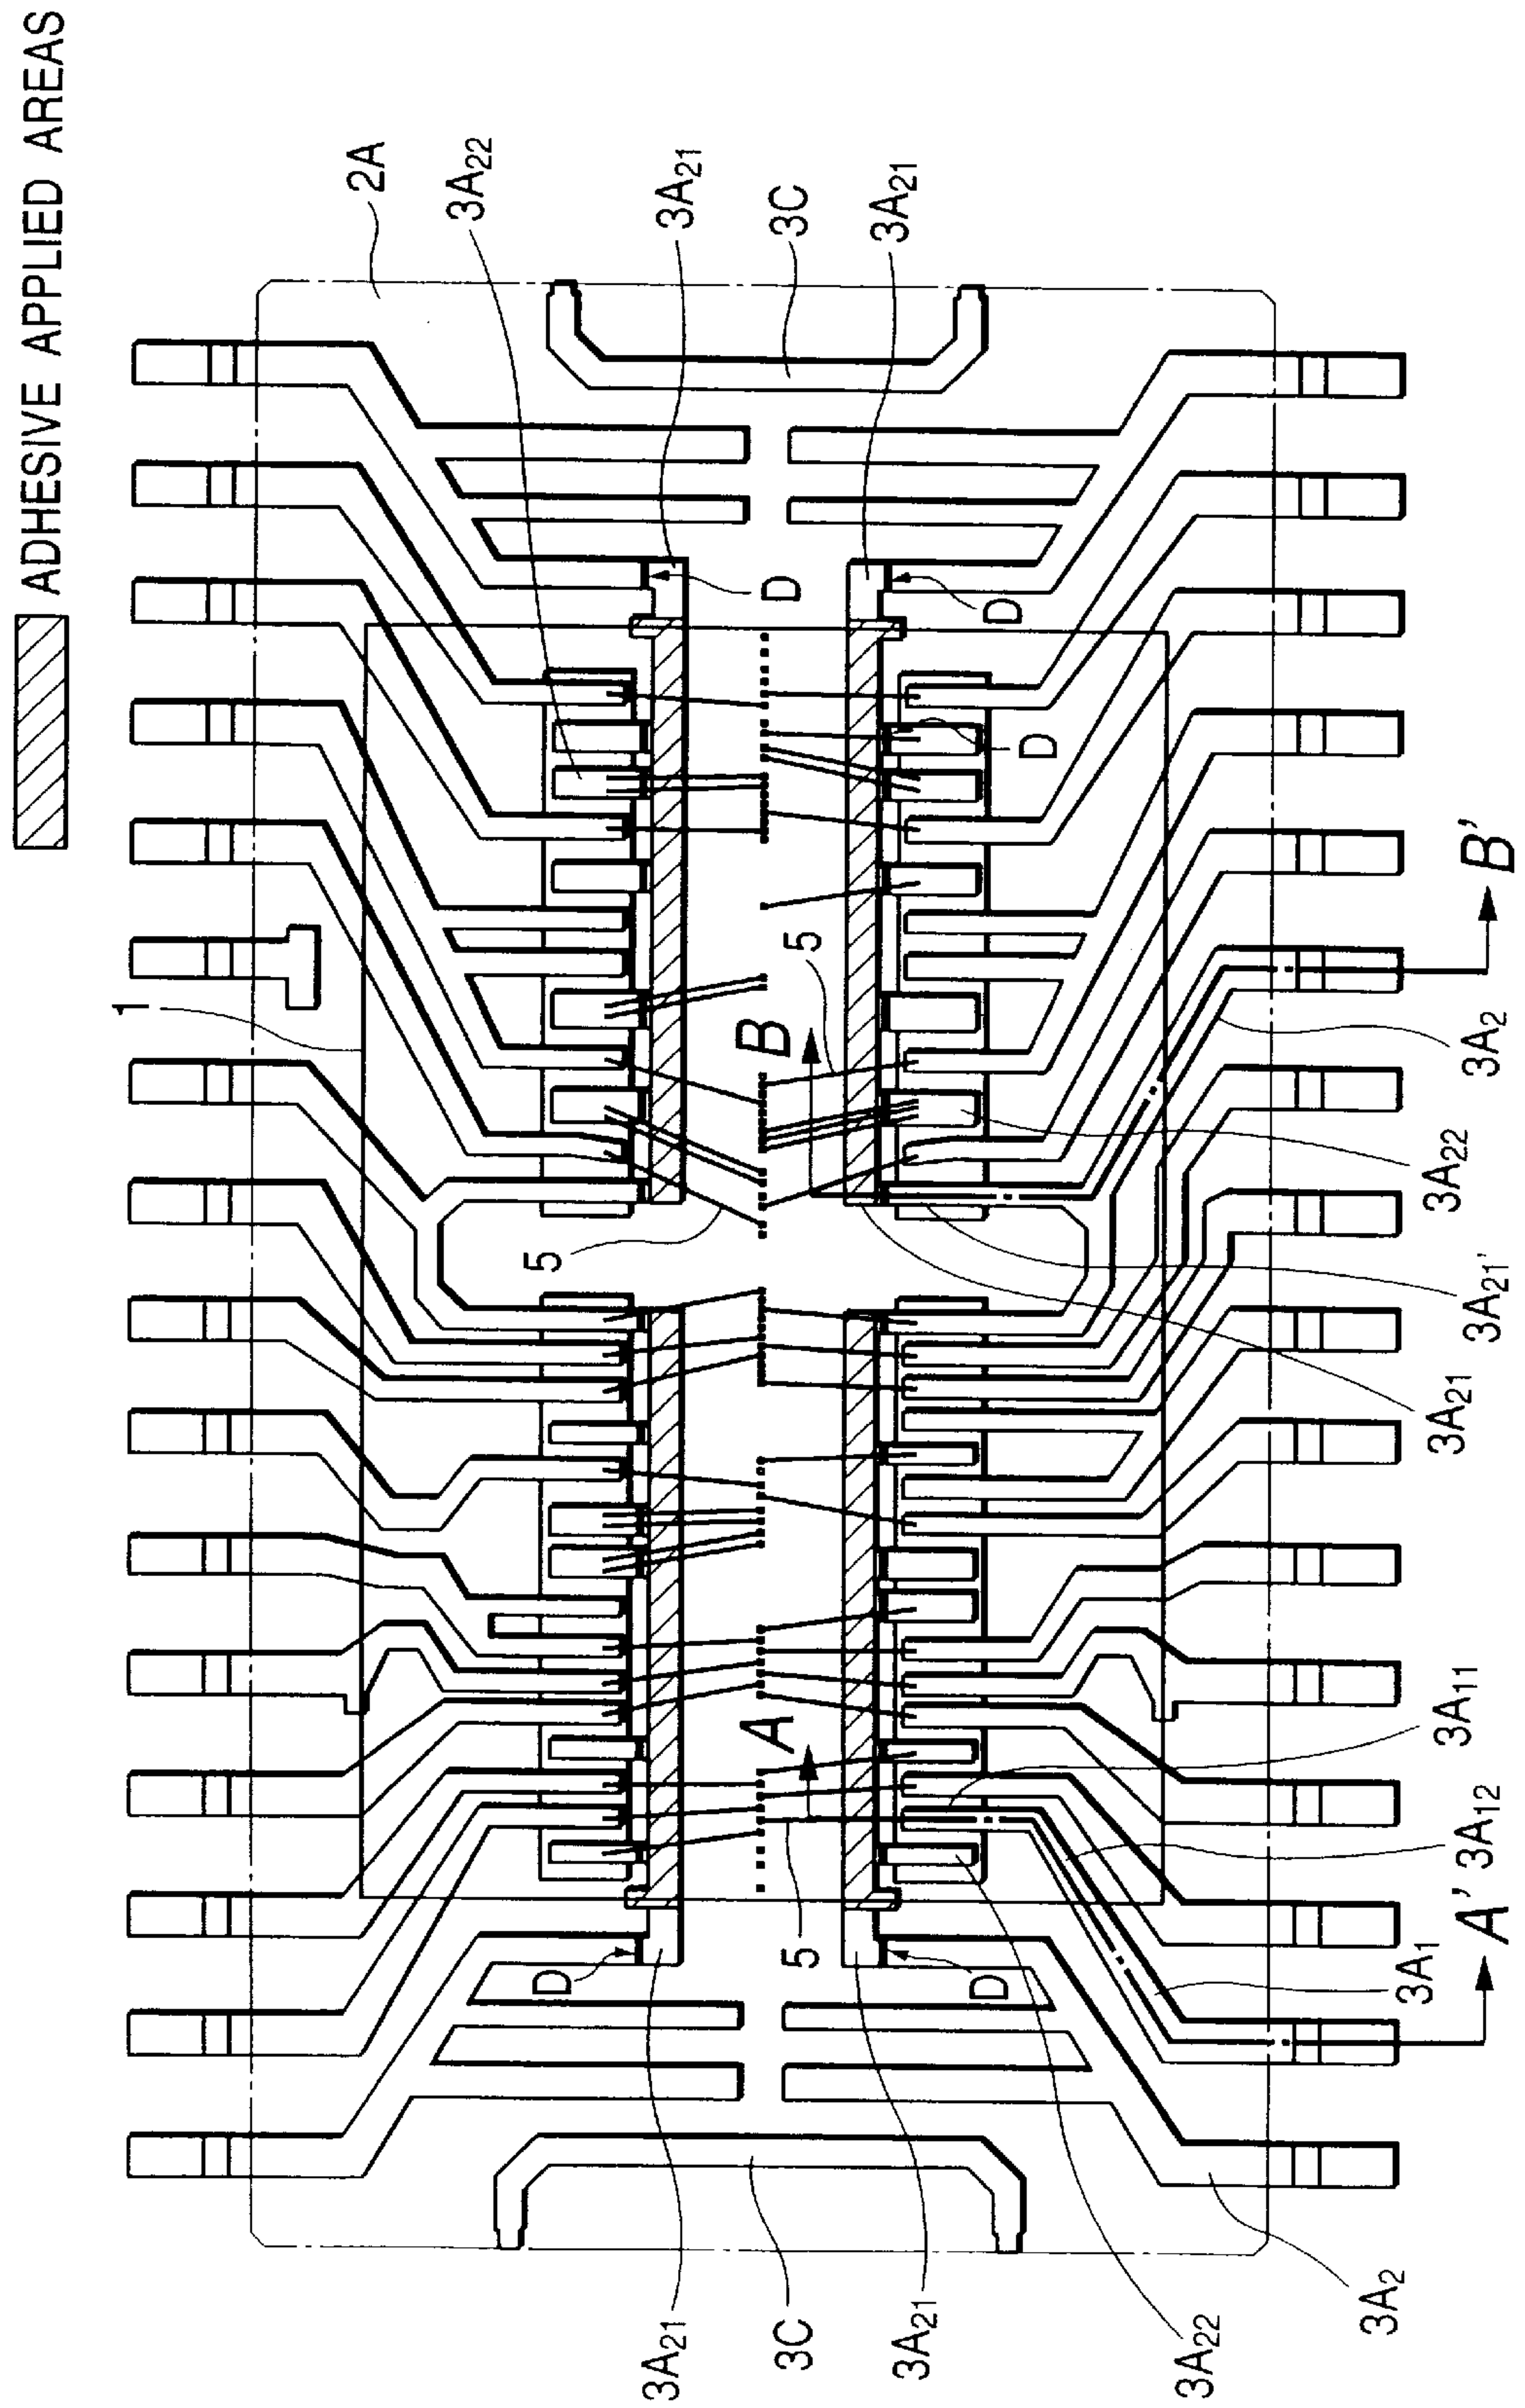 ADHESIVE APPLIED AREAS
2A
3A₂₂
3A₂₁
3C
3A₂₁
D
D
D
1
5
B
5
B'
3A₂
3A₂₂
3A₂₁'
3A₂₁
A
5
3A₁₁
3A₁₂
3A₁
A'
D
D
3A₂₁
3C
3A₂₁
3A₂₂
3A₂